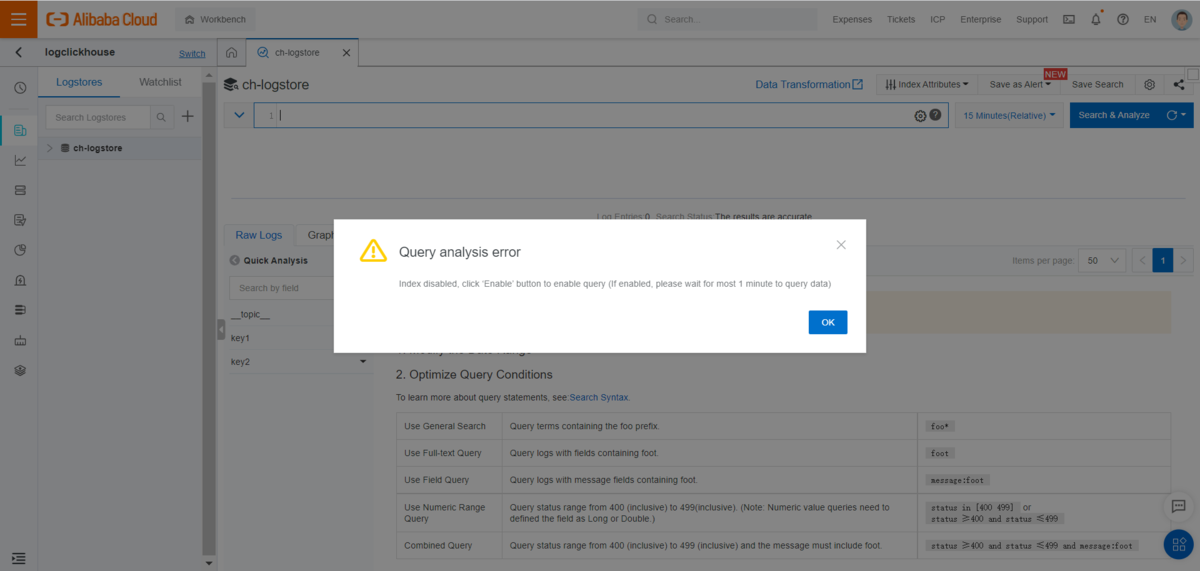 Alibaba Cloud
Workbench
Search...
Expenses Tickets ICP Enterprise Support EN
logclickhouse Switch
ch-logstore
Logstores Watchlist
ch-logstore
Data Transformation
Index Attributes
Save as Alert
NEW
Save Search
Search Logstores
1
15 Minutes(Relative)
Search & Analyze
ch-logstore
Log Entries:0 Search Status:The results are accurate
Raw Logs Graph
Quick Analysis
Items per page: 50 1
Search by field
__topic__
key1
key2
Query analysis error
Index disabled, click 'Enable' button to enable query (If enabled, please wait for most 1 minute to query data)
OK
2. Optimize Query Conditions
To learn more about query statements, see:Search Syntax.
Use General Search Query terms containing the foo prefix. foo*
Use Full-text Query Query logs with fields containing foot. foot
Use Field Query Query logs with message fields containing foot. message:foot
Use Numeric Range Query Query status range from 400 (inclusive) to 499(inclusive). (Note: Numeric value queries need to defined the field as Long or Double.) status in [400 499] or
status ≥400 and status ≤499
Combined Query Query status range from 400 (inclusive) to 499 (inclusive) and the message must include foot. status ≥400 and status ≤499 and message:foot